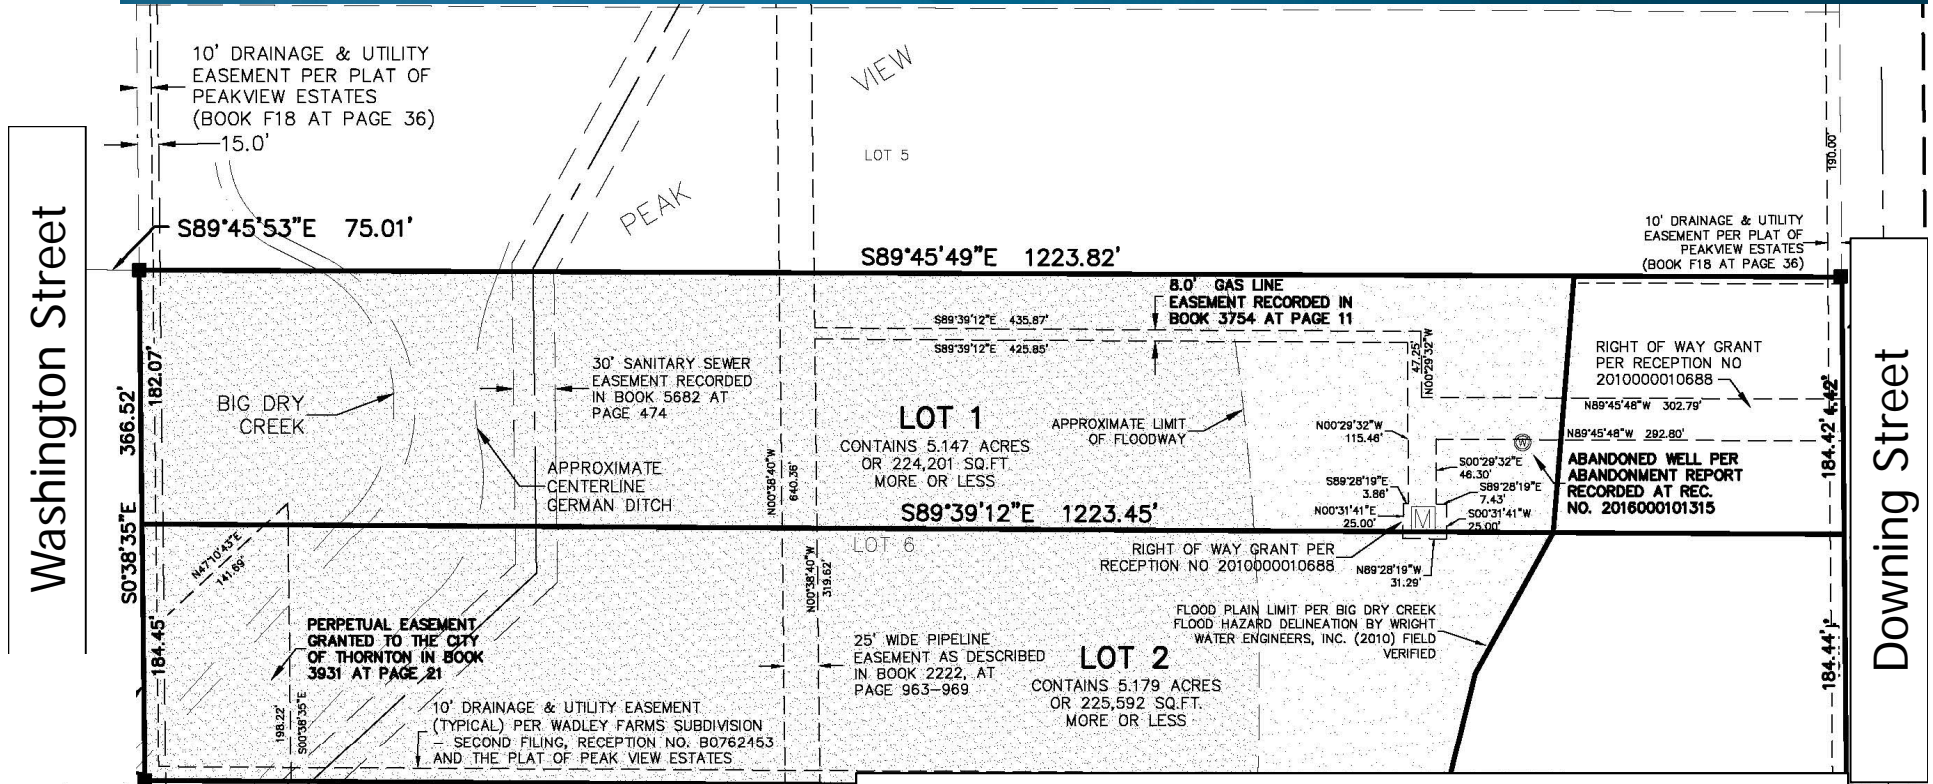 10' DRAINAGE & UTILITY
EASEMENT PER PLAT OF
PEAKVIEW ESTATES
(BOOK F18 AT PAGE 36)
15.0'
VIEW
PEAK
LOT 5
190.00'
Washington Street
S89°45'53"E 75.01'
S89°45'49"E 1223.82'
10' DRAINAGE & UTILITY
EASEMENT PER PLAT OF
PEAKVIEW ESTATES
(BOOK F18 AT PAGE 36)
Downing Street
8.0' GAS LINE
EASEMENT RECORDED IN
BOOK 3754 AT PAGE 11
S89°39'12"E 435.87'
S89°39'12"E 425.85'
47.25'
N00°29'32"W
RIGHT OF WAY GRANT
PER RECEPTION NO
2010000010688
N89°45'48"W 302.79'
182.07'
366.52'
S0°38'35"E
BIG DRY
CREEK
30' SANITARY SEWER
EASEMENT RECORDED
IN BOOK 5682 AT
PAGE 474
LOT 1
CONTAINS 5.147 ACRES
OR 224,201 SQ.FT.
MORE OR LESS
APPROXIMATE LIMIT
OF FLOODWAY
N00°29'32"W
115.48'
W
N89°45'48"W 292.80'
184.42'
S00°29'32"E
46.30'
S89°28'19"E
7.43'
ABANDONED WELL PER
ABANDONMENT REPORT
RECORDED AT REC.
NO. 2016000101315
APPROXIMATE
CENTERLINE
GERMAN DITCH
N00°38'40"W
640.36'
S89°28'19"E
3.86'
N00°31'41"E
25.00'
M
S00°31'41"W
25.00'
S89°39'12"E 1223.45'
LOT 6
RIGHT OF WAY GRANT PER
RECEPTION NO 2010000010688
N89°28'19"W
31.29'
N47°10'43"E
141.69'
N00°38'40"W
319.62'
184.45'
PERPETUAL EASEMENT
GRANTED TO THE CITY
OF THORNTON IN BOOK
3931 AT PAGE 21
FLOOD PLAIN LIMIT PER BIG DRY CREEK
FLOOD HAZARD DELINEATION BY WRIGHT
WATER ENGINEERS, INC. (2010) FIELD
VERIFIED
25' WIDE PIPELINE
EASEMENT AS DESCRIBED
IN BOOK 2222, AT
PAGE 963-969
LOT 2
CONTAINS 5.179 ACRES
OR 225,592 SQ.FT.
MORE OR LESS
184.44'
198.22'
S00°38'35"E
10' DRAINAGE & UTILITY EASEMENT
(TYPICAL) PER WADLEY FARMS SUBDIVISION
- SECOND FILING, RECEPTION NO. B0762453
AND THE PLAT OF PEAK VIEW ESTATES